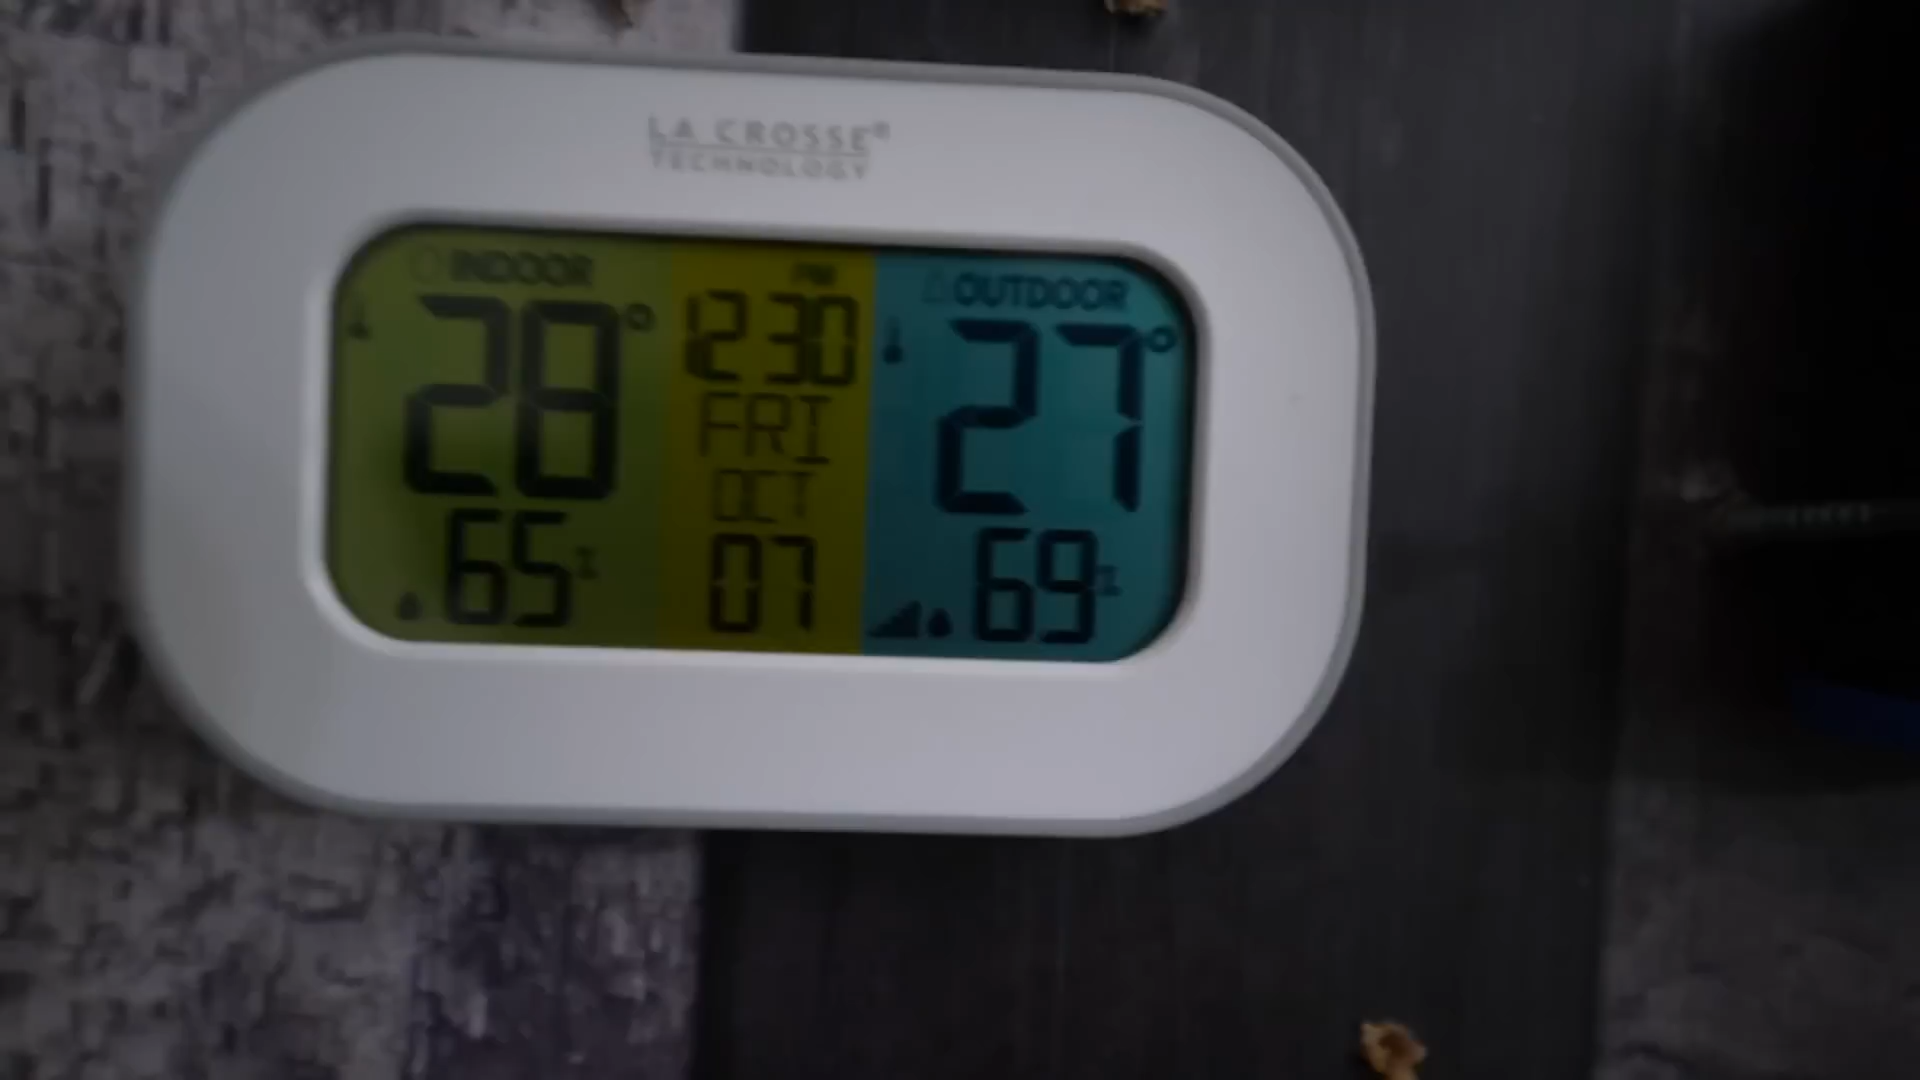 LA CROSSE®
TECHNOLOGY
INDOOR
28°
65%
PM
12 30
FRI
OCT
07
OUTDOOR
27°
69%